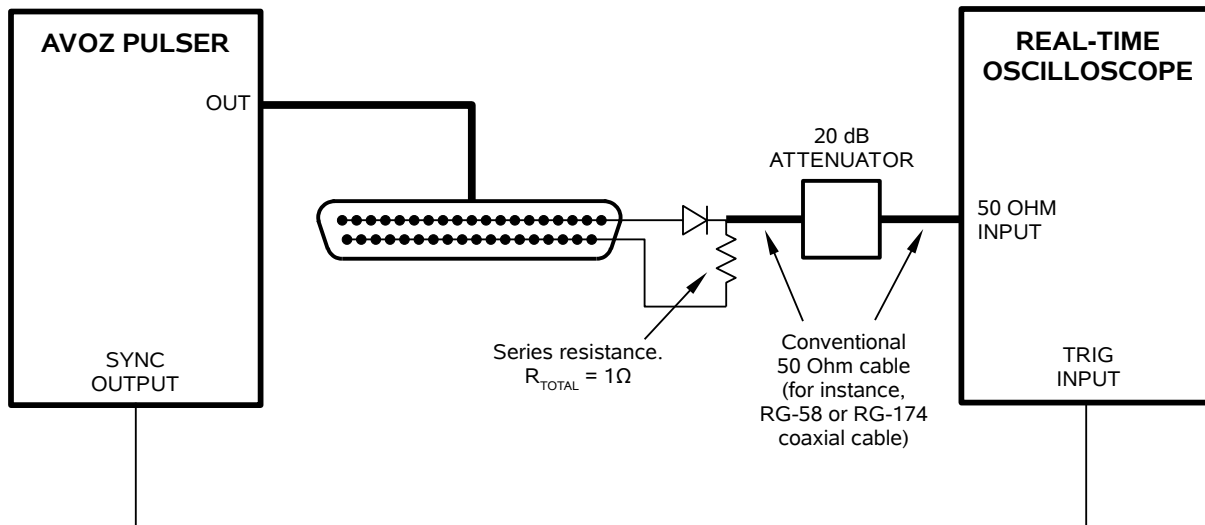 AVOZ PULSER
OUT
SYNC
OUTPUT
Series resistance.
RTOTAL = 1Ω
20 dB
ATTENUATOR
Conventional
50 Ohm cable
(for instance,
RG-58 or RG-174
coaxial cable)
REAL-TIME
OSCILLOSCOPE
50 OHM
INPUT
TRIG
INPUT